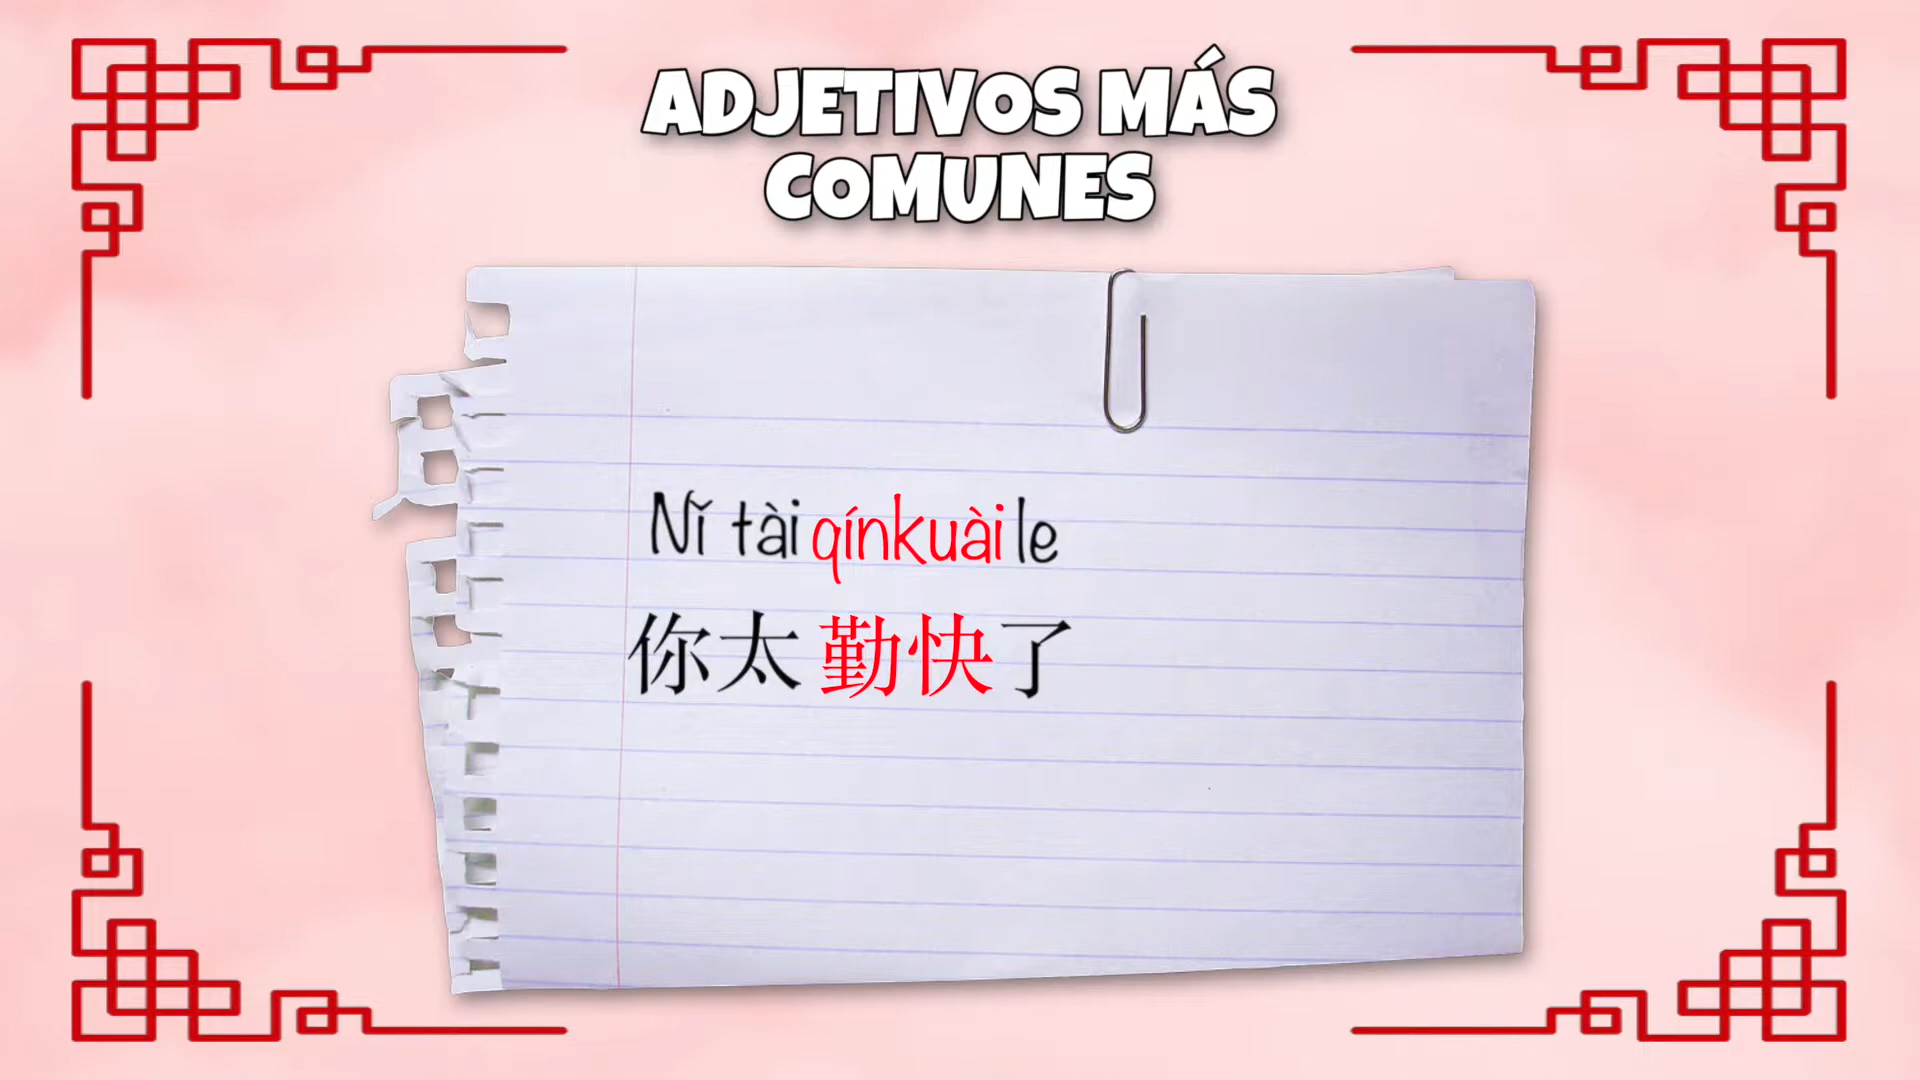 ADJETIVOS MÁS
COMUNES
Nǐ tài qínkuài le
你太勤快了